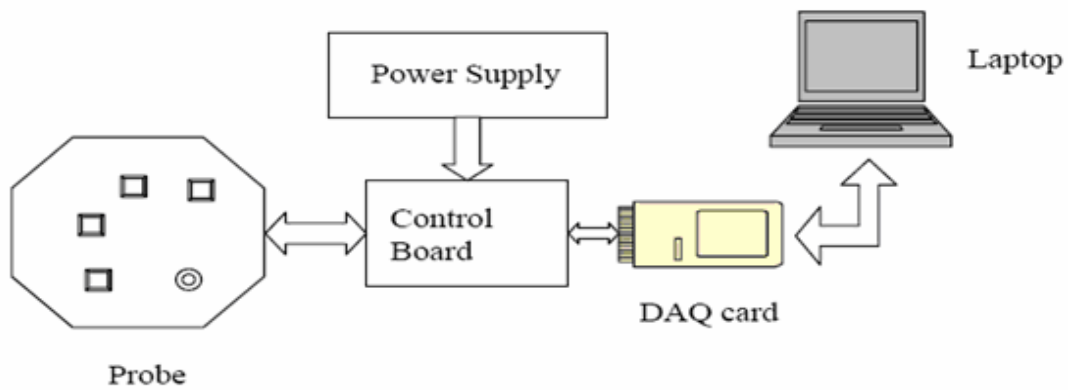 Power Supply
Laptop
Control
Board
DAQ card
Probe